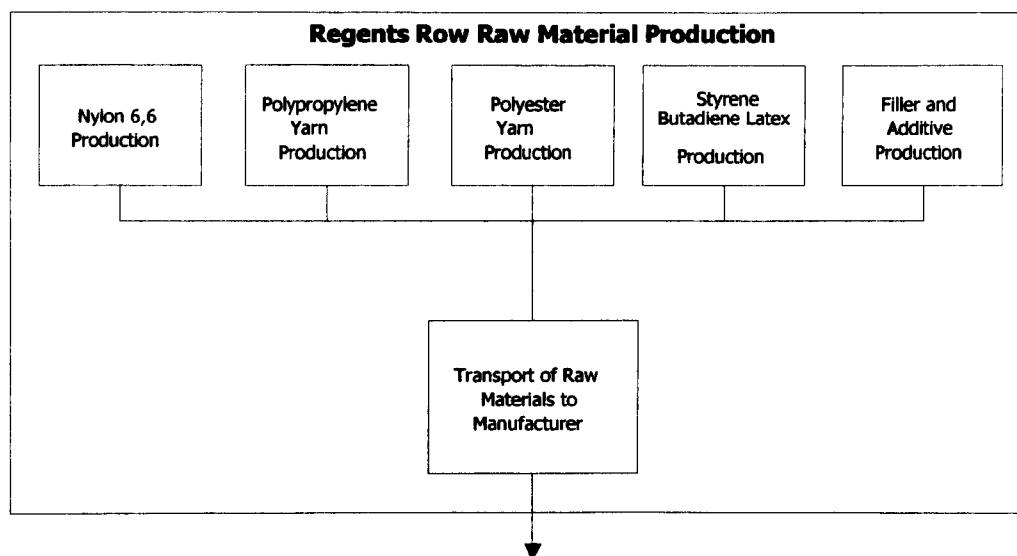 Regents Row Raw Material Production
Nylon 6,6
Production
Polypropylene
Yarn
Production
Polyester
Yarn
Production
Styrene
Butadiene Latex
Production
Filler and
Additive
Production
Transport of Raw
Materials to
Manufacturer